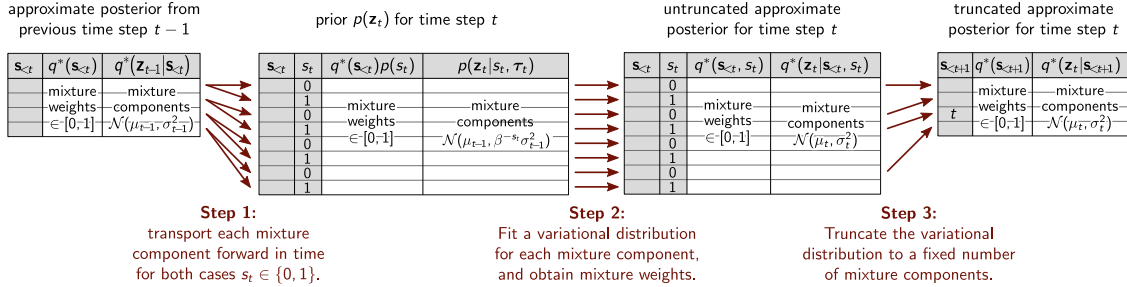 approximate posterior from
previous time step t − 1
prior p(z_t) for time step t
untruncated approximate
posterior for time step t
truncated approximate
posterior for time step t
s_{<t} q*(s_{<t}) q*(z_{t−1}|s_{<t})
mixture mixture
weights components
∈ [0, 1] N(μ_{t−1}, σ²_{t−1})
s_{<t} s_t q*(s_{<t})p(s_t) p(z_t|s_t, τ_t)
0
1
0 mixture mixture
1 weights components
0 ∈ [0, 1] N(μ_{t−1}, β^{−s_t}σ²_{t−1})
1
0
1
s_{<t} s_t q*(s_{<t}, s_t) q*(z_t|s_{<t}, s_t)
0
1
0 mixture mixture
1 weights components
0 ∈ [0, 1] N(μ_t, σ²_t)
1
0
1
s_{<t+1} q*(s_{<t+1}) q*(z_t|s_{<t+1})
mixture mixture
t weights components
∈ [0, 1] N(μ_t, σ²_t)
Step 1:
transport each mixture
component forward in time
for both cases s_t ∈ {0, 1}.
Step 2:
Fit a variational distribution
for each mixture component,
and obtain mixture weights.
Step 3:
Truncate the variational
distribution to a fixed number
of mixture components.